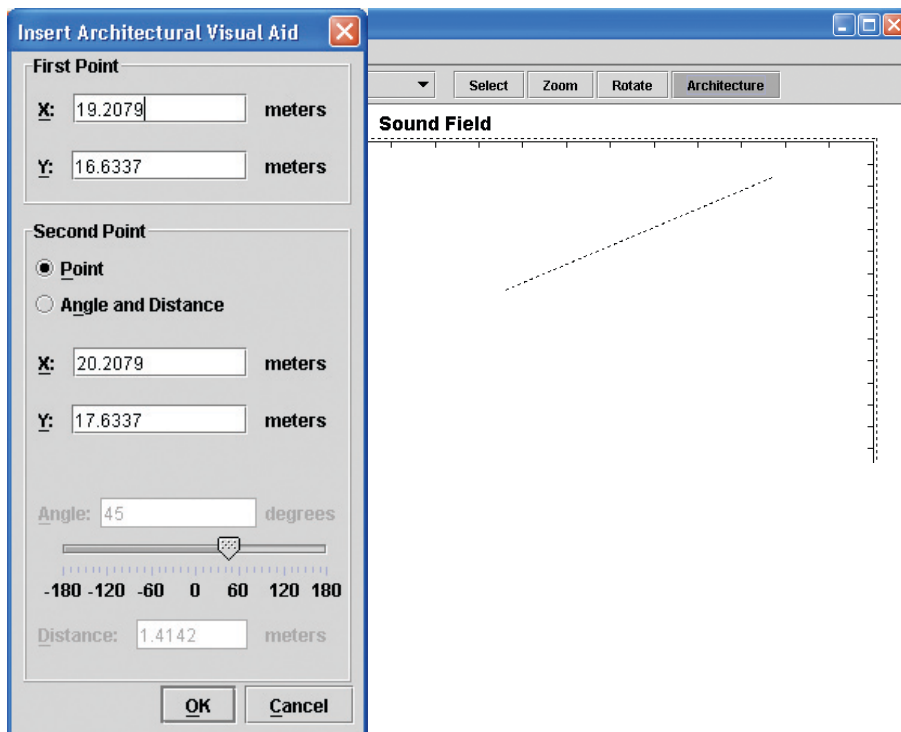 Insert Architectural Visual Aid
First Point
X: 19.2079 meters
Y: 16.6337 meters
Second Point
Point
Angle and Distance
X: 20.2079 meters
Y: 17.6337 meters
Angle: 45 degrees
-180 -120 -60 0 60 120 180
Distance: 1.4142 meters
OK Cancel
Select Zoom Rotate Architecture
Sound Field